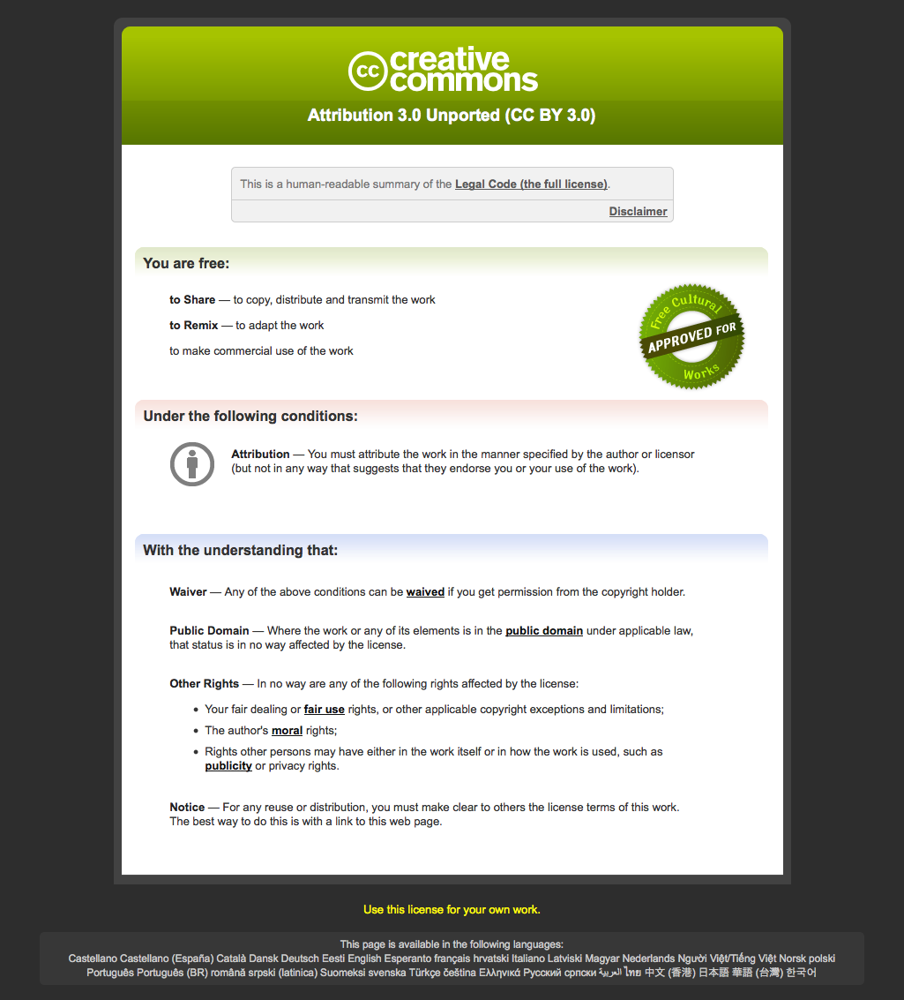 cc creative
commons
Attribution 3.0 Unported (CC BY 3.0)
This is a human-readable summary of the Legal Code (the full license).
Disclaimer
You are free:
to Share — to copy, distribute and transmit the work
to Remix — to adapt the work
to make commercial use of the work
Free Cultural
APPROVED FOR
Works
Under the following conditions:
Attribution — You must attribute the work in the manner specified by the author or licensor
(but not in any way that suggests that they endorse you or your use of the work).
With the understanding that:
Waiver — Any of the above conditions can be waived if you get permission from the copyright holder.
Public Domain — Where the work or any of its elements is in the public domain under applicable law,
that status is in no way affected by the license.
Other Rights — In no way are any of the following rights affected by the license:
• Your fair dealing or fair use rights, or other applicable copyright exceptions and limitations;
• The author's moral rights;
• Rights other persons may have either in the work itself or in how the work is used, such as
publicity or privacy rights.
Notice — For any reuse or distribution, you must make clear to others the license terms of this work.
The best way to do this is with a link to this web page.
Use this license for your own work.
This page is available in the following languages:
Castellano Castellano (España) Català Dansk Deutsch Eesti English Esperanto français hrvatski Italiano Latviski Magyar Nederlands Người Việt/Tiếng Việt Norsk polski
Português Português (BR) română srpski (latinica) Suomeksi svenska Türkçe čeština Ελληνικά Русский српски العربية ไทย 中文 (香港) 日本語 華語 (台灣) 한국어